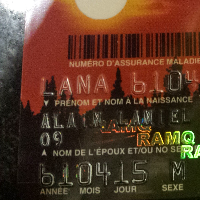 NUMÉRO D'ASSURANCE MALADIE
LANA 6104
▼ PRÉNOM ET NOM À LA NAISSANCE
ALAIN
RAMQ
09
▲ NOM DE L'ÉPOUX ET/OU NO SÉ
RA
610415 M
ANNÉE MOIS JOUR SEXE